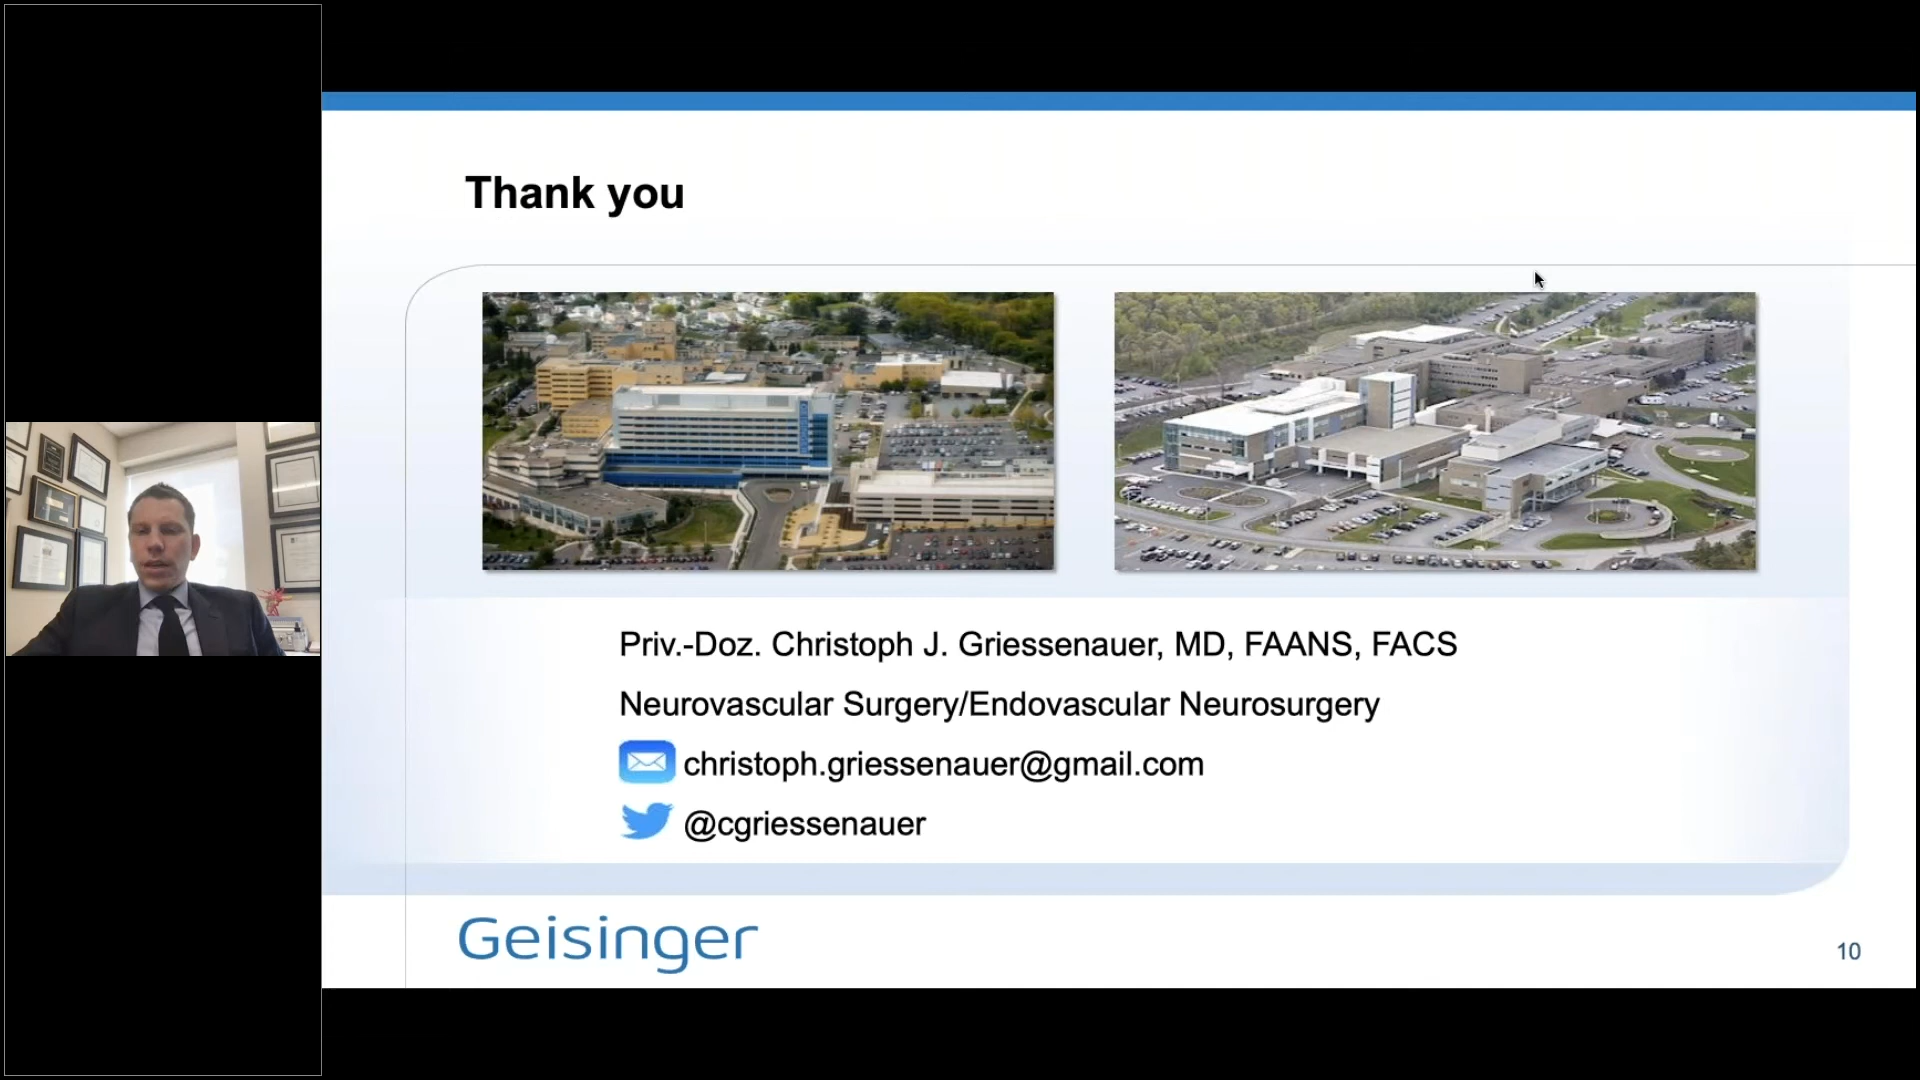 Thank you
Priv.-Doz. Christoph J. Griessenauer, MD, FAANS, FACS
Neurovascular Surgery/Endovascular Neurosurgery
christoph.griessenauer@gmail.com
@cgriessenauer
Geisinger
10